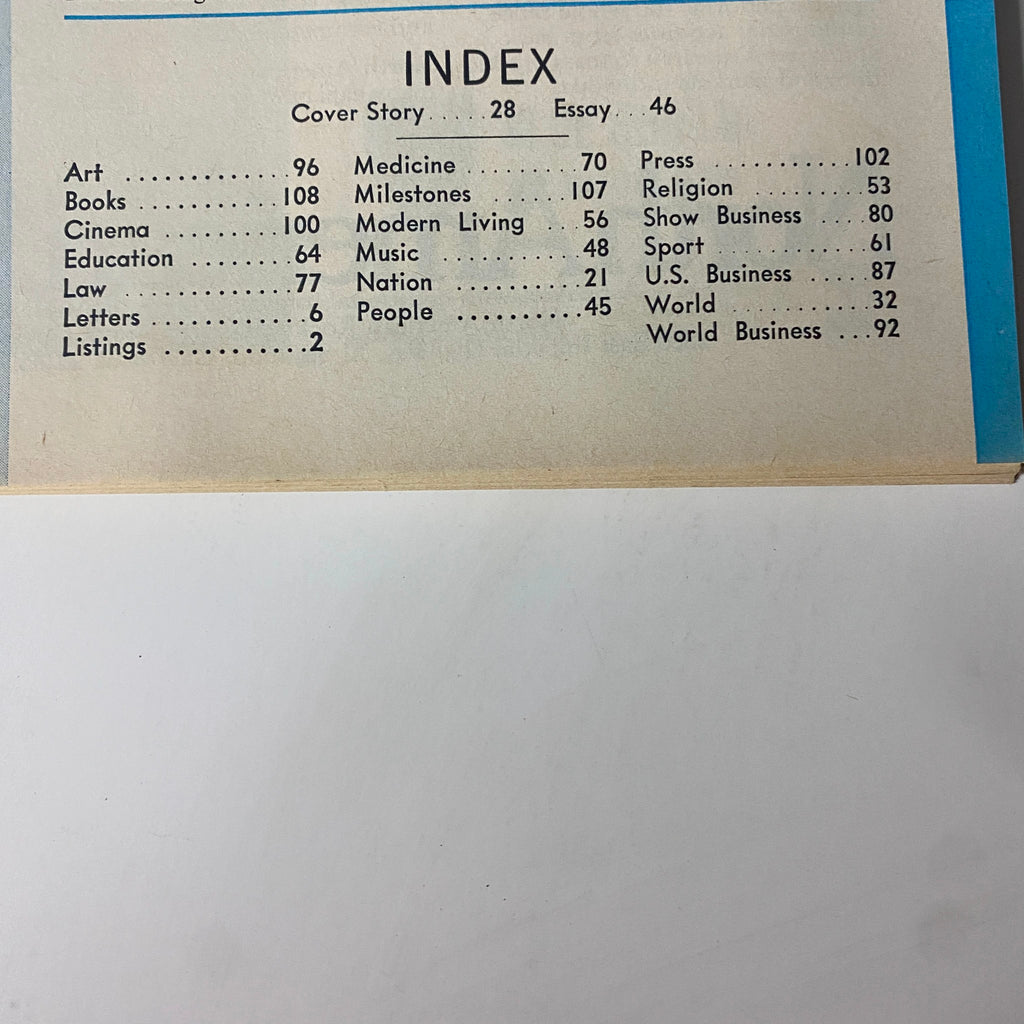 INDEX
Cover Story.....28 Essay...46
Art .............96
Books ............108
Cinema .........100
Education ........64
Law .............77
Letters ............6
Listings ...........2
Medicine .........70
Milestones ......107
Modern Living ...56
Music ...........48
Nation ..........21
People ..........45
Press ...........102
Religion .........53
Show Business ....80
Sport ...........61
U.S. Business .....87
World ...........32
World Business ...92